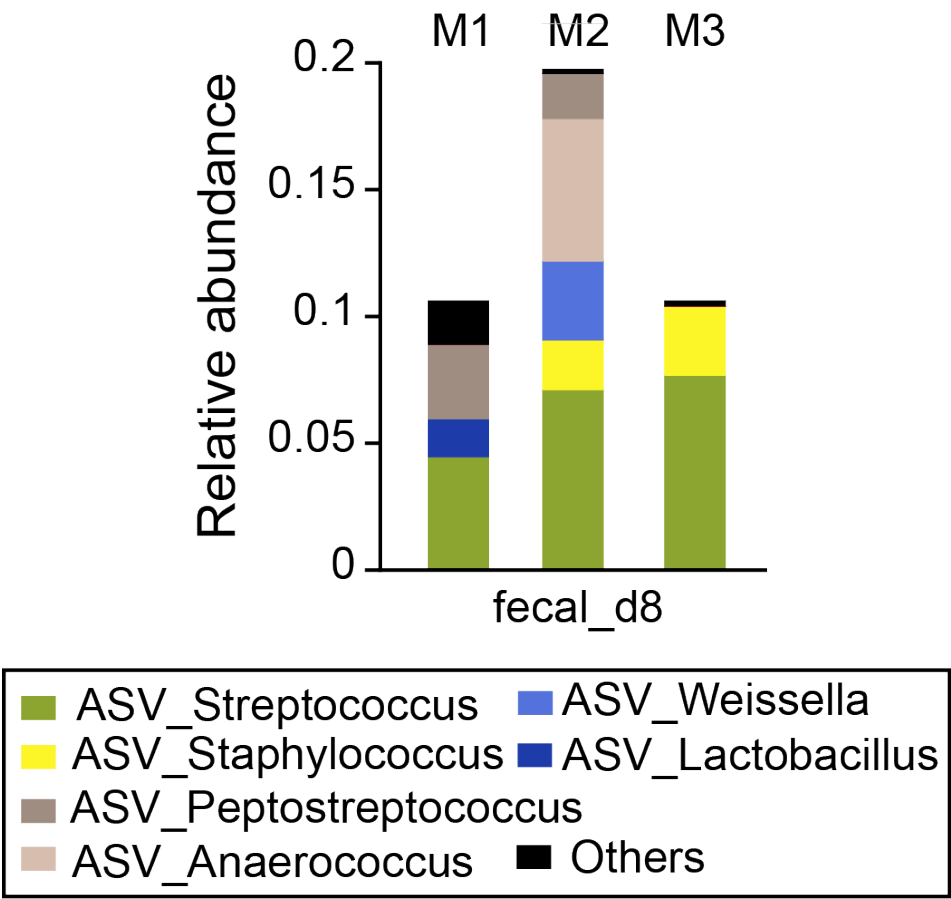 M1 M2 M3
0.2
0.15
0.1
0.05
0
Relative abundance
fecal_d8
ASV_Streptococcus
ASV_Staphylococcus
ASV_Peptostreptococcus
ASV_Anaerococcus
ASV_Weissella
ASV_Lactobacillus
Others